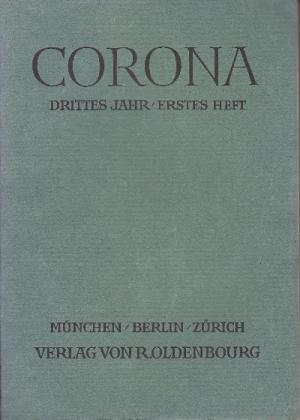 CORONA
DRITTES JAHR / ERSTES HEFT
MÜNCHEN / BERLIN / ZÜRICH
VERLAG VON R. OLDENBOURG